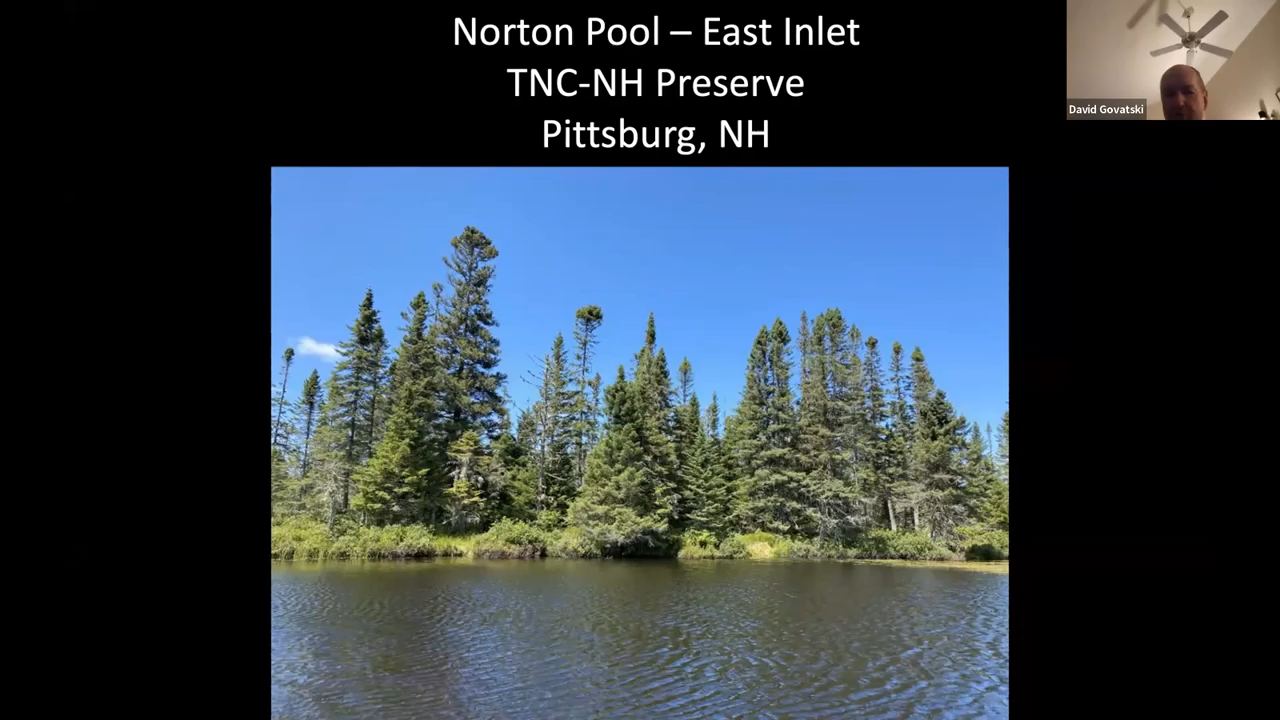 Norton Pool – East Inlet
TNC-NH Preserve
Pittsburg, NH
David Govatski